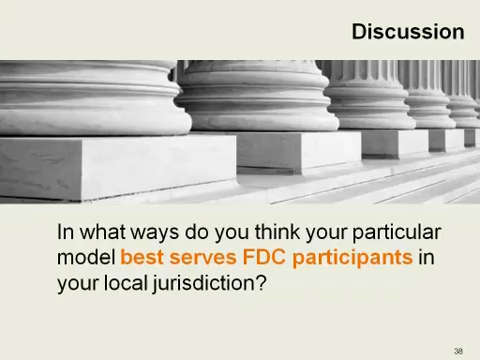 Discussion
In what ways do you think your particular
model best serves FDC participants in
your local jurisdiction?
38